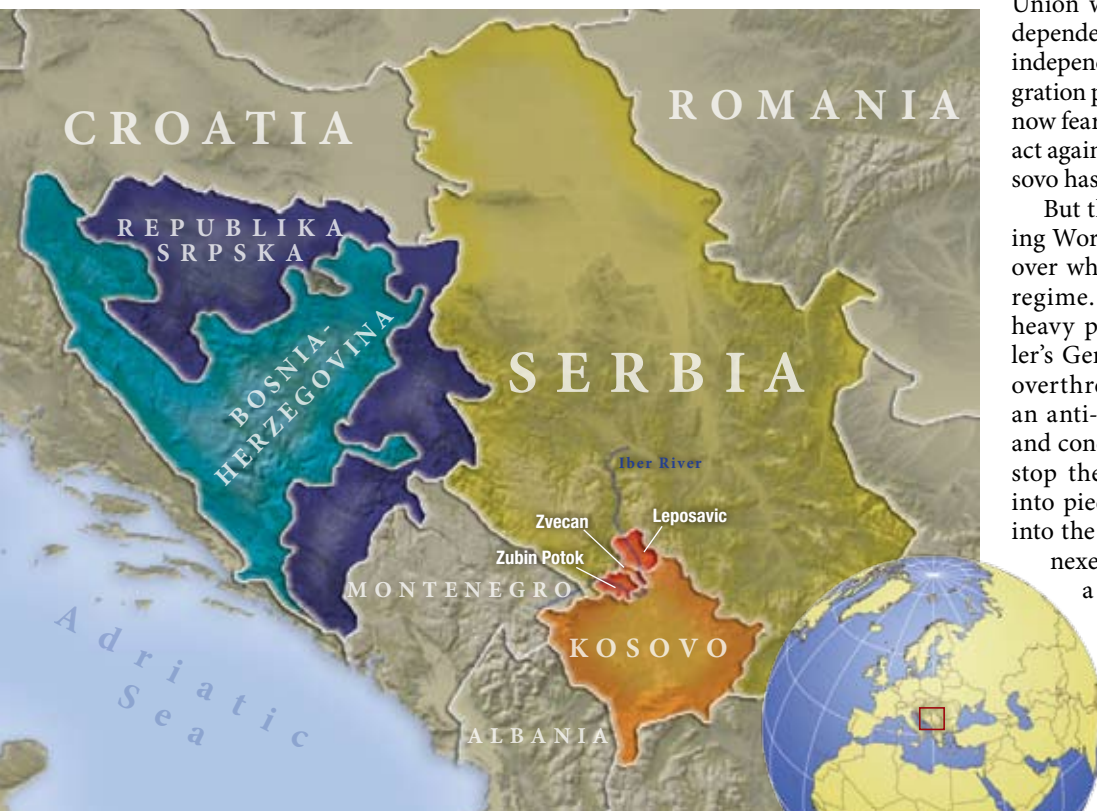 CROATIA
ROMANIA
REPUBLIKA
SRPSKA
BOSNIA-
HERZEGOVINA
SERBIA
Iber River
Zvecan
Leposavic
Zubin Potok
MONTENEGRO
KOSOVO
ALBANIA
Adriatic
Sea
Union
depende
indepen
gration p
now fear
act again
sovo has
But th
ing Wor
over wh
regime.
heavy p
ler's Ger
overthr
an anti-
and con
stop the
into pie
into the
nexe
a